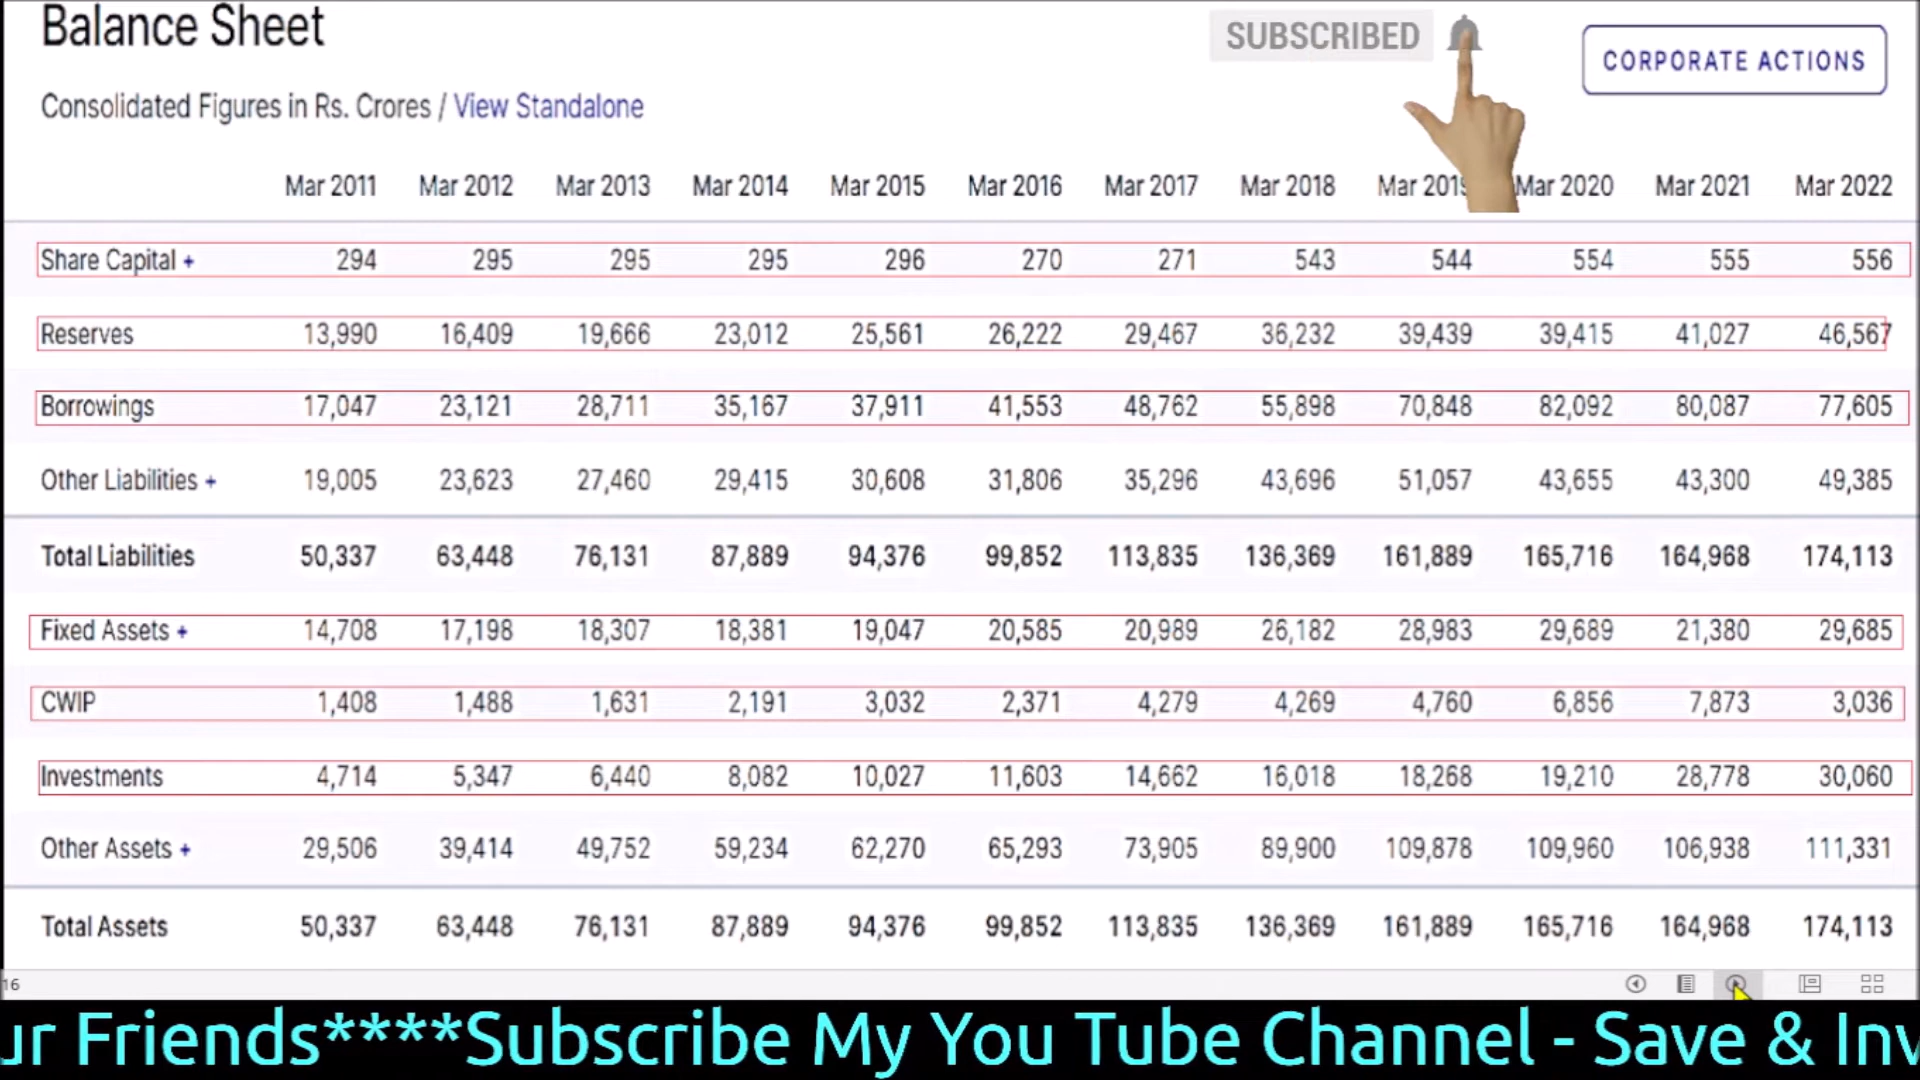 Balance Sheet
SUBSCRIBED
CORPORATE ACTIONS
Consolidated Figures in Rs. Crores / View Standalone
Mar 2011 Mar 2012 Mar 2013 Mar 2014 Mar 2015 Mar 2016 Mar 2017 Mar 2018 Mar 2019 Mar 2020 Mar 2021 Mar 2022
Share Capital + 294 295 295 295 296 270 271 543 544 554 555 556
Reserves 13,990 16,409 19,666 23,012 25,561 26,222 29,467 36,232 39,439 39,415 41,027 46,567
Borrowings 17,047 23,121 28,711 35,167 37,911 41,553 48,762 55,898 70,848 82,092 80,087 77,605
Other Liabilities + 19,005 23,623 27,460 29,415 30,608 31,806 35,296 43,696 51,057 43,655 43,300 49,385
Total Liabilities 50,337 63,448 76,131 87,889 94,376 99,852 113,835 136,369 161,889 165,716 164,968 174,113
Fixed Assets + 14,708 17,198 18,307 18,381 19,047 20,585 20,989 26,182 28,983 29,689 21,380 29,685
CWIP 1,408 1,488 1,631 2,191 3,032 2,371 4,279 4,269 4,760 6,856 7,873 3,036
Investments 4,714 5,347 6,440 8,082 10,027 11,603 14,662 16,018 18,268 19,210 28,778 30,060
Other Assets + 29,506 39,414 49,752 59,234 62,270 65,293 73,905 89,900 109,878 109,960 106,938 111,331
Total Assets 50,337 63,448 76,131 87,889 94,376 99,852 113,835 136,369 161,889 165,716 164,968 174,113
16
ur Friends****Subscribe My You Tube Channel - Save & Inv